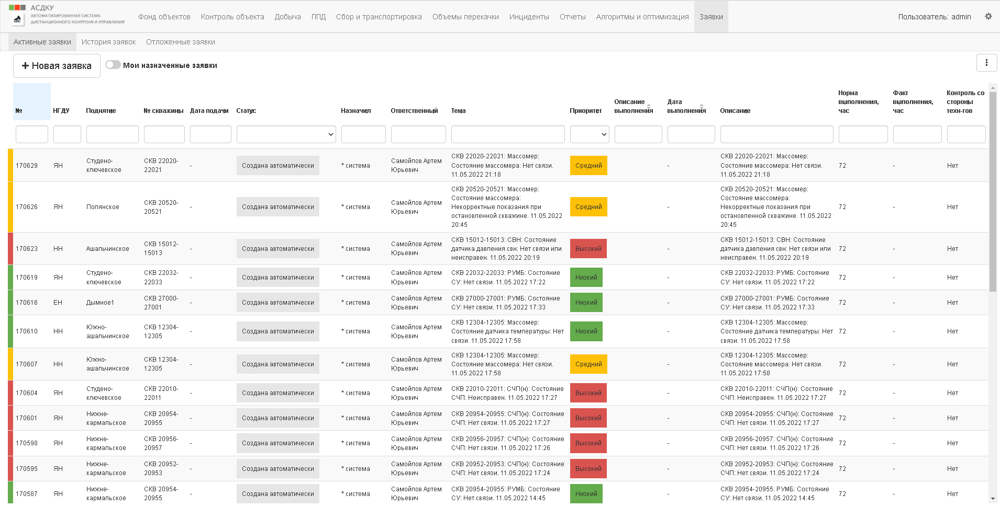 АСДКУ
АВТОМАТИЗИРОВАННАЯ СИСТЕМА
ДИСТАНЦИОННОГО КОНТРОЛЯ И УПРАВЛЕНИЯ
Фонд объектов Контроль объекта Добыча ППД Сбор и транспортировка Объемы перекачки Инциденты Отчеты Алгоритмы и оптимизация Заявки Пользователь: admin
Активные заявки История заявок Отложенные заявки
+ Новая заявка Мои назначенные заявки
№ НГДУ Поднятие № скважины Дата подачи Статус Назначил Ответственный Тема Приоритет Описание выполнения Дата выполнения Описание Норма выполнения, час Факт выполнения, час Контроль со стороны техн-гов
170629 ЯН Студено-ключевское СКВ 22020-22021 - Создана автоматически * система Самойлов Артем Юрьевич СКВ 22020-22021: Массомер: Состояние массомера: Нет связи. 11.05.2022 21:18 Средний - СКВ 22020-22021: Массомер: Состояние массомера: Нет связи. 11.05.2022 21:18 72 - Нет
170626 ЯН Полянское СКВ 20520-20521 - Создана автоматически * система Самойлов Артем Юрьевич СКВ 20520-20521: Массомер: Состояние массомера: Некорректные показания при остановленной скважине. 11.05.2022 20:45 Средний - СКВ 20520-20521: Массомер: Состояние массомера: Некорректные показания при остановленной скважине. 11.05.2022 20:45 72 - Нет
170623 НН Ашальчинское СКВ 15012-15013 - Создана автоматически * система Самойлов Артем Юрьевич СКВ 15012-15013: СВН: Состояние датчика давления свн: Нет связи или неисправен. 11.05.2022 20:19 Высокий - СКВ 15012-15013: СВН: Состояние датчика давления свн: Нет связи или неисправен. 11.05.2022 20:19 72 - Нет
170619 ЯН Студено-ключевское СКВ 22032-22033 - Создана автоматически * система Самойлов Артем Юрьевич СКВ 22032-22033: РУМБ: Состояние СУ: Нет связи. 11.05.2022 17:22 Низкий - СКВ 22032-22033: РУМБ: Состояние СУ: Нет связи. 11.05.2022 17:22 72 - Нет
170616 ЕН Дымное1 СКВ 27000-27001 - Создана автоматически * система Самойлов Артем Юрьевич СКВ 27000-27001: РУМБ: Состояние СУ: Нет связи. 11.05.2022 17:33 Низкий - СКВ 27000-27001: РУМБ: Состояние СУ: Нет связи. 11.05.2022 17:33 72 - Нет
170610 НН Южно-ашальчинское СКВ 12304-12305 - Создана автоматически * система Самойлов Артем Юрьевич СКВ 12304-12305: Массомер: Состояние датчика температуры: Нет связи. 11.05.2022 17:58 Низкий - СКВ 12304-12305: Массомер: Состояние датчика температуры: Нет связи. 11.05.2022 17:58 72 - Нет
170607 НН Южно-ашальчинское СКВ 12304-12305 - Создана автоматически * система Самойлов Артем Юрьевич СКВ 12304-12305: Массомер: Состояние массомера: Нет связи. 11.05.2022 17:58 Средний - СКВ 12304-12305: Массомер: Состояние массомера: Нет связи. 11.05.2022 17:58 72 - Нет
170604 ЯН Студено-ключевское СКВ 22010-22011 - Создана автоматически * система Самойлов Артем Юрьевич СКВ 22010-22011: СЧП(н): Состояние СЧП: Неисправен. 11.05.2022 17:27 Высокий - СКВ 22010-22011: СЧП(н): Состояние СЧП: Неисправен. 11.05.2022 17:27 72 - Нет
170601 ЯН Нижне-кармальское СКВ 20954-20955 - Создана автоматически * система Самойлов Артем Юрьевич СКВ 20954-20955: СЧП(н): Состояние СЧП: Нет связи. 11.05.2022 17:27 Высокий - СКВ 20954-20955: СЧП(н): Состояние СЧП: Нет связи. 11.05.2022 17:27 72 - Нет
170598 ЯН Нижне-кармальское СКВ 20956-20957 - Создана автоматически * система Самойлов Артем Юрьевич СКВ 20956-20957: СЧП(н): Состояние СЧП: Нет связи. 11.05.2022 17:26 Высокий - СКВ 20956-20957: СЧП(н): Состояние СЧП: Нет связи. 11.05.2022 17:26 72 - Нет
170595 ЯН Нижне-кармальское СКВ 20952-20953 - Создана автоматически * система Самойлов Артем Юрьевич СКВ 20952-20953: СЧП(н): Состояние СЧП: Нет связи. 11.05.2022 17:24 Высокий - СКВ 20952-20953: СЧП(н): Состояние СЧП: Нет связи. 11.05.2022 17:24 72 - Нет
170587 ЯН Нижне-кармальское СКВ 20954-20955 - Создана автоматически * система Самойлов Артем Юрьевич СКВ 20954-20955: РУМБ: Состояние СУ: Нет связи. 11.05.2022 14:45 Низкий - СКВ 20954-20955: РУМБ: Состояние СУ: Нет связи. 11.05.2022 14:45 72 - Нет